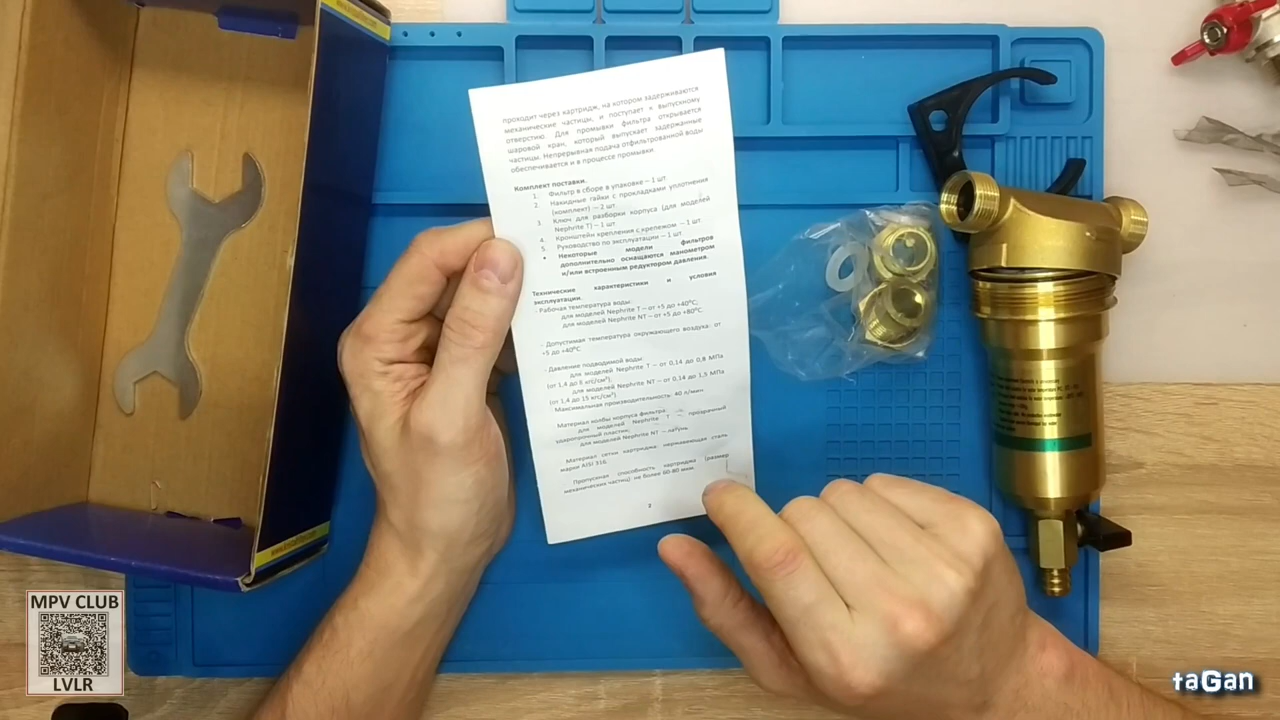 проходит через картридж, на котором задерживаются
механические частицы, и поступает к выпускному
отверстию. Для промывки фильтра открывается
шаровой кран, который выпускает задержанные
частицы. Непрерывная подача отфильтрованной воды
обеспечивается и в процессе промывки.
Комплект поставки.
1. Фильтр в сборе в упаковке – 1 шт.
2. Накидные гайки с прокладками уплотнения
(комплект) – 2 шт.
3. Ключ для разборки корпуса (для моделей
Nephrite T) – 1 шт.
4. Кронштейн крепления с крепежом – 1 шт.
5. Руководство по эксплуатации – 1 шт.
• Некоторые модели фильтров
дополнительно оснащаются манометром
и/или встроенным редуктором давления.
Технические характеристики и условия
эксплуатации.
- Рабочая температура воды:
для моделей Nephrite T – от +5 до +40⁰С;
для моделей Nephrite NT – от +5 до +80⁰С.
- Допустимая температура окружающего воздуха: от
+5 до +40⁰С
- Давление подводимой воды:
для моделей Nephrite T – от 0,14 до 0,8 МПа
(от 1,4 до 8 кгс/см²);
для моделей Nephrite NT – от 0,14 до 1,5 МПа
(от 1,4 до 15 кгс/см²)
Максимальная производительность: 40 л/мин
Материал колбы корпуса фильтра:
для моделей Nephrite T – прозрачный
ударопрочный пластик;
для моделей Nephrite NT – латунь.
Материал сетки картриджа: нержавеющая сталь
марки AISI 316.
Пропускная способность картриджа (размер
механических частиц) не более 60-80 мкм.
2
MPV CLUB
LVLR
taGan